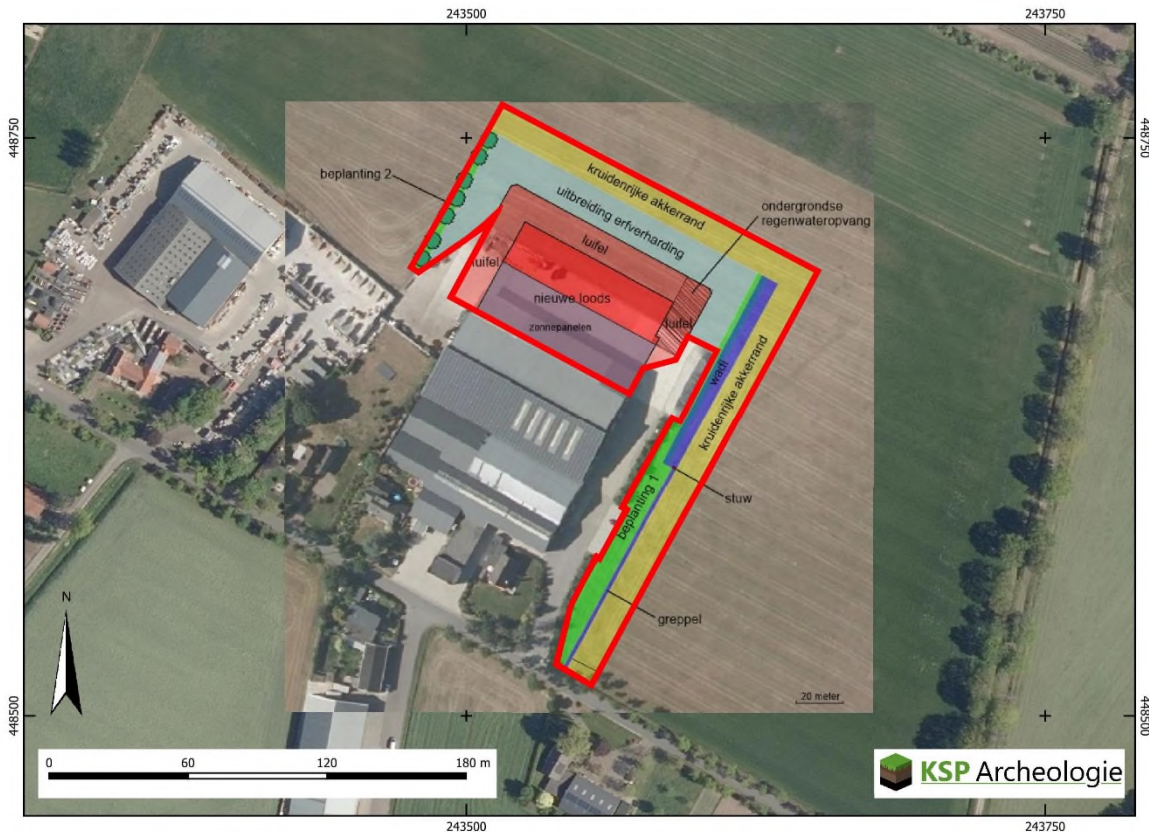 243500
243750
448750
448750
beplanting 2
kruidenrijke akkerrand
uitbreiding erfverharding
ondergrondse
regenwateropvang
luifel
luifel
nieuwe loods
zonnepanelen
luifel
wadi
kruidenrijke akkerrand
beplanting 1
stuw
greppel
N
20 meter
448500
448500
0 60 120 180 m
KSP Archeologie
243500
243750